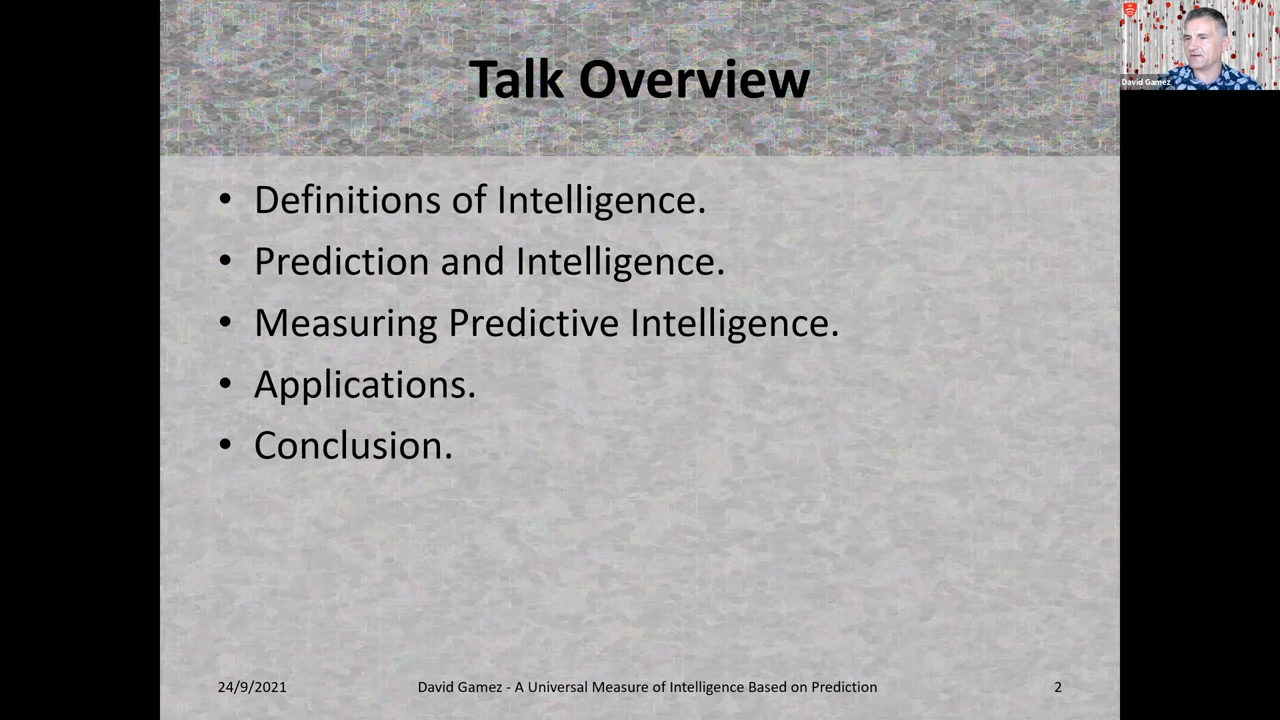 Talk Overview
• Definitions of Intelligence.
• Prediction and Intelligence.
• Measuring Predictive Intelligence.
• Applications.
• Conclusion.
24/9/2021 David Gamez - A Universal Measure of Intelligence Based on Prediction 2
David Gamez